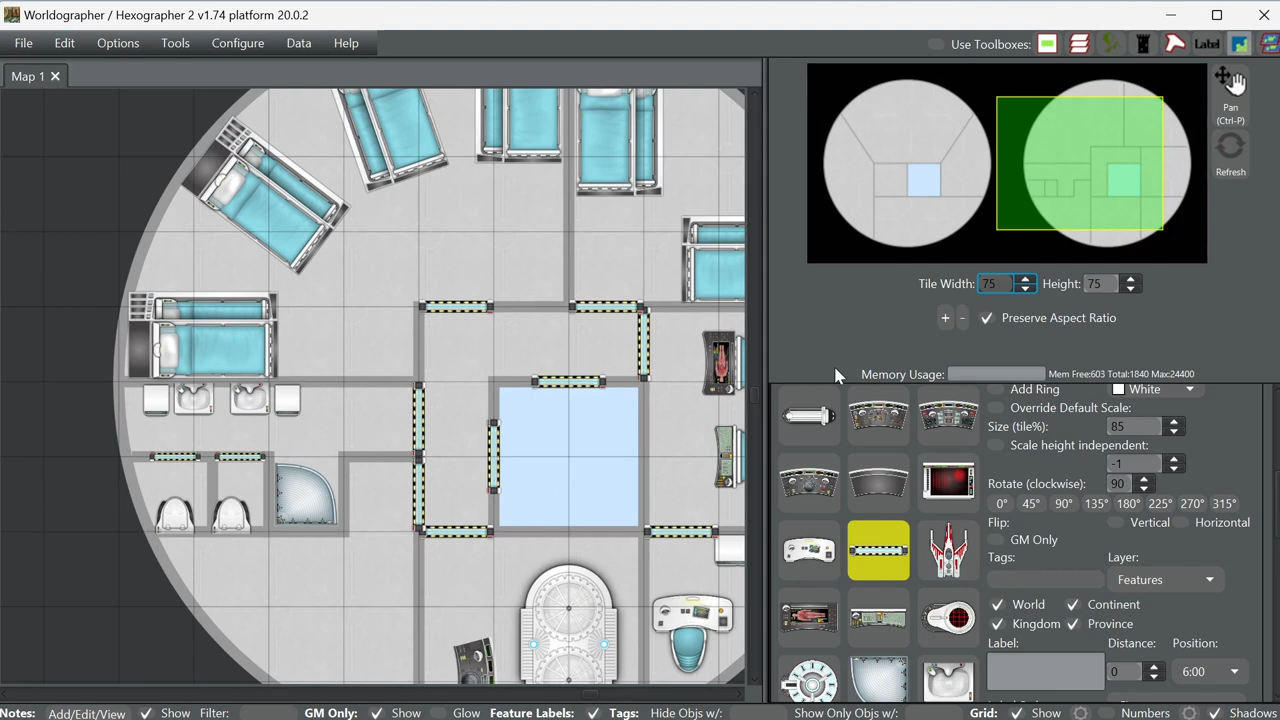 Worldographer / Hexographer 2 v1.74 platform 20.0.2
File Edit Options Tools Configure Data Help
Use Toolboxes: Label
Map 1
Pan
(Ctrl-P)
Refresh
Tile Width: 75 Height: 75
+ - Preserve Aspect Ratio
Memory Usage: Mem Free:603 Total:1840 Max:24400
Add Ring White
Override Default Scale:
Size (tile%): 85
Scale height independent:
-1
Rotate (clockwise): 90
0° 45° 90° 135° 180° 225° 270° 315°
Flip: Vertical Horizontal
GM Only
Tags: Layer:
Features
World Continent
Kingdom Province
Label: Distance: Position:
0 6:00
Notes: Add/Edit/View Show Filter: GM Only: Show Glow Feature Labels: Tags: Hide Objs w/: Show Only Objs w/: Grid: Show Numbers Shadows